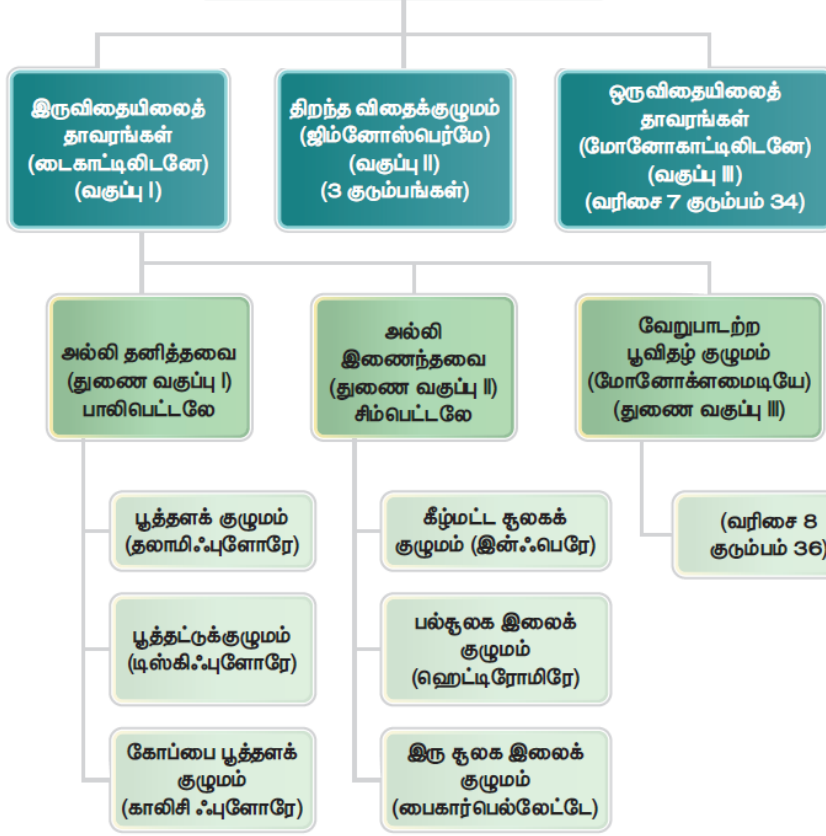 இருவிதையிலைத்
தாவரங்கள்
(டைகாட்டிலிடனே)
(வகுப்பு I)
திறந்த விதைக்குழுமம்
(ஜிம்னோஸ்பெர்மே)
(வகுப்பு II)
(3 குடும்பங்கள்)
ஒருவிதையிலைத்
தாவரங்கள்
(மோனோகாட்டிலிடனே)
(வகுப்பு III)
(வரிசை 7 குடும்பம் 34)
அல்லி தனித்தவை
(துணை வகுப்பு I)
பாலிபெட்டலே
அல்லி
இணைந்தவை
(துணை வகுப்பு II)
சிம்பெட்டலே
வேறுபாடற்ற
பூவிதழ் குழுமம்
(மோனோக்ளமைடியே)
(துணை வகுப்பு III)
பூத்தளக் குழுமம்
(தலாமிஃபுளோரே)
பூத்தட்டுக்குழுமம்
(டிஸ்கிஃபுளோரே)
கோப்பை பூத்தளக்
குழுமம்
(காலிசி ஃபுளோரே)
கீழ்மட்ட சூலகக்
குழுமம் (இன்ஃபெரே)
பல்சூலக இலைக்
குழுமம்
(ஹெட்டிரோமிரே)
இரு சூலக இலைக்
குழுமம்
(பைகார்பெல்லேட்டே)
(வரிசை 8
குடும்பம் 36)